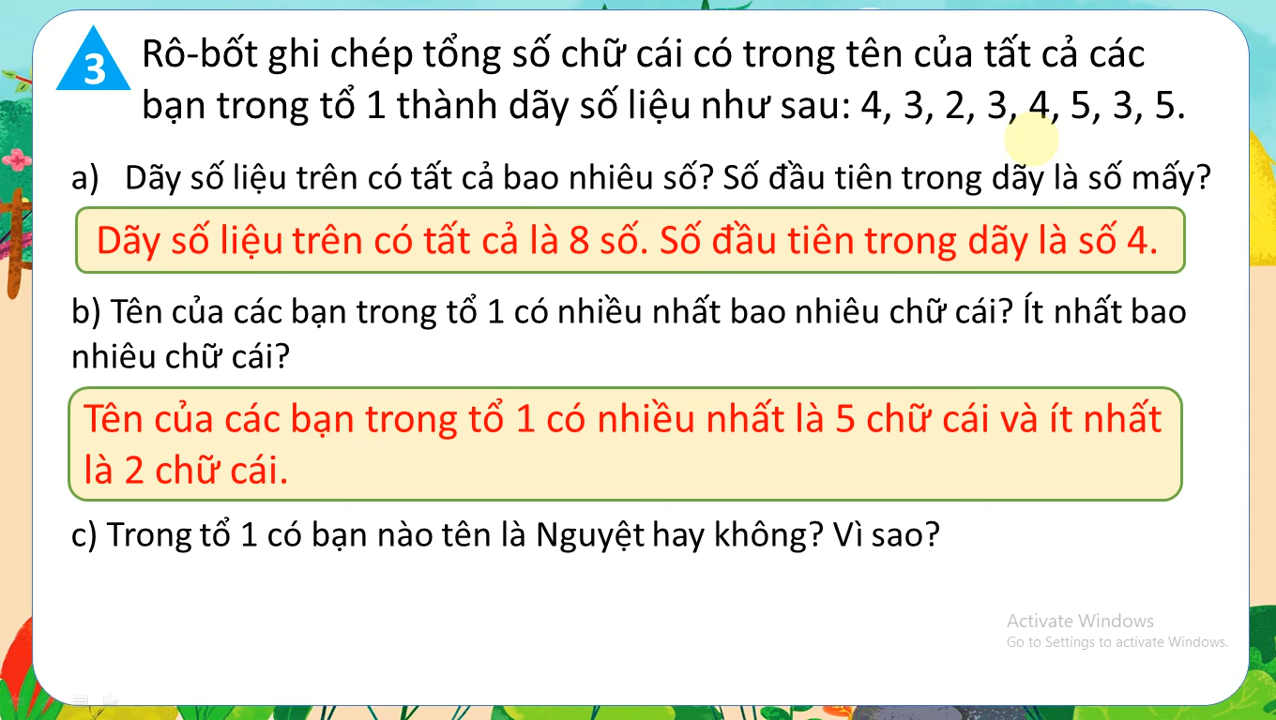 3
Rô-bốt ghi chép tổng số chữ cái có trong tên của tất cả các
bạn trong tổ 1 thành dãy số liệu như sau: 4, 3, 2, 3, 4, 5, 3, 5.
a) Dãy số liệu trên có tất cả bao nhiêu số? Số đầu tiên trong dãy là số mấy?
Dãy số liệu trên có tất cả là 8 số. Số đầu tiên trong dãy là số 4.
b) Tên của các bạn trong tổ 1 có nhiều nhất bao nhiêu chữ cái? Ít nhất bao
nhiêu chữ cái?
Tên của các bạn trong tổ 1 có nhiều nhất là 5 chữ cái và ít nhất
là 2 chữ cái.
c) Trong tổ 1 có bạn nào tên là Nguyệt hay không? Vì sao?
Activate Windows
Go to Settings to activate Windows.